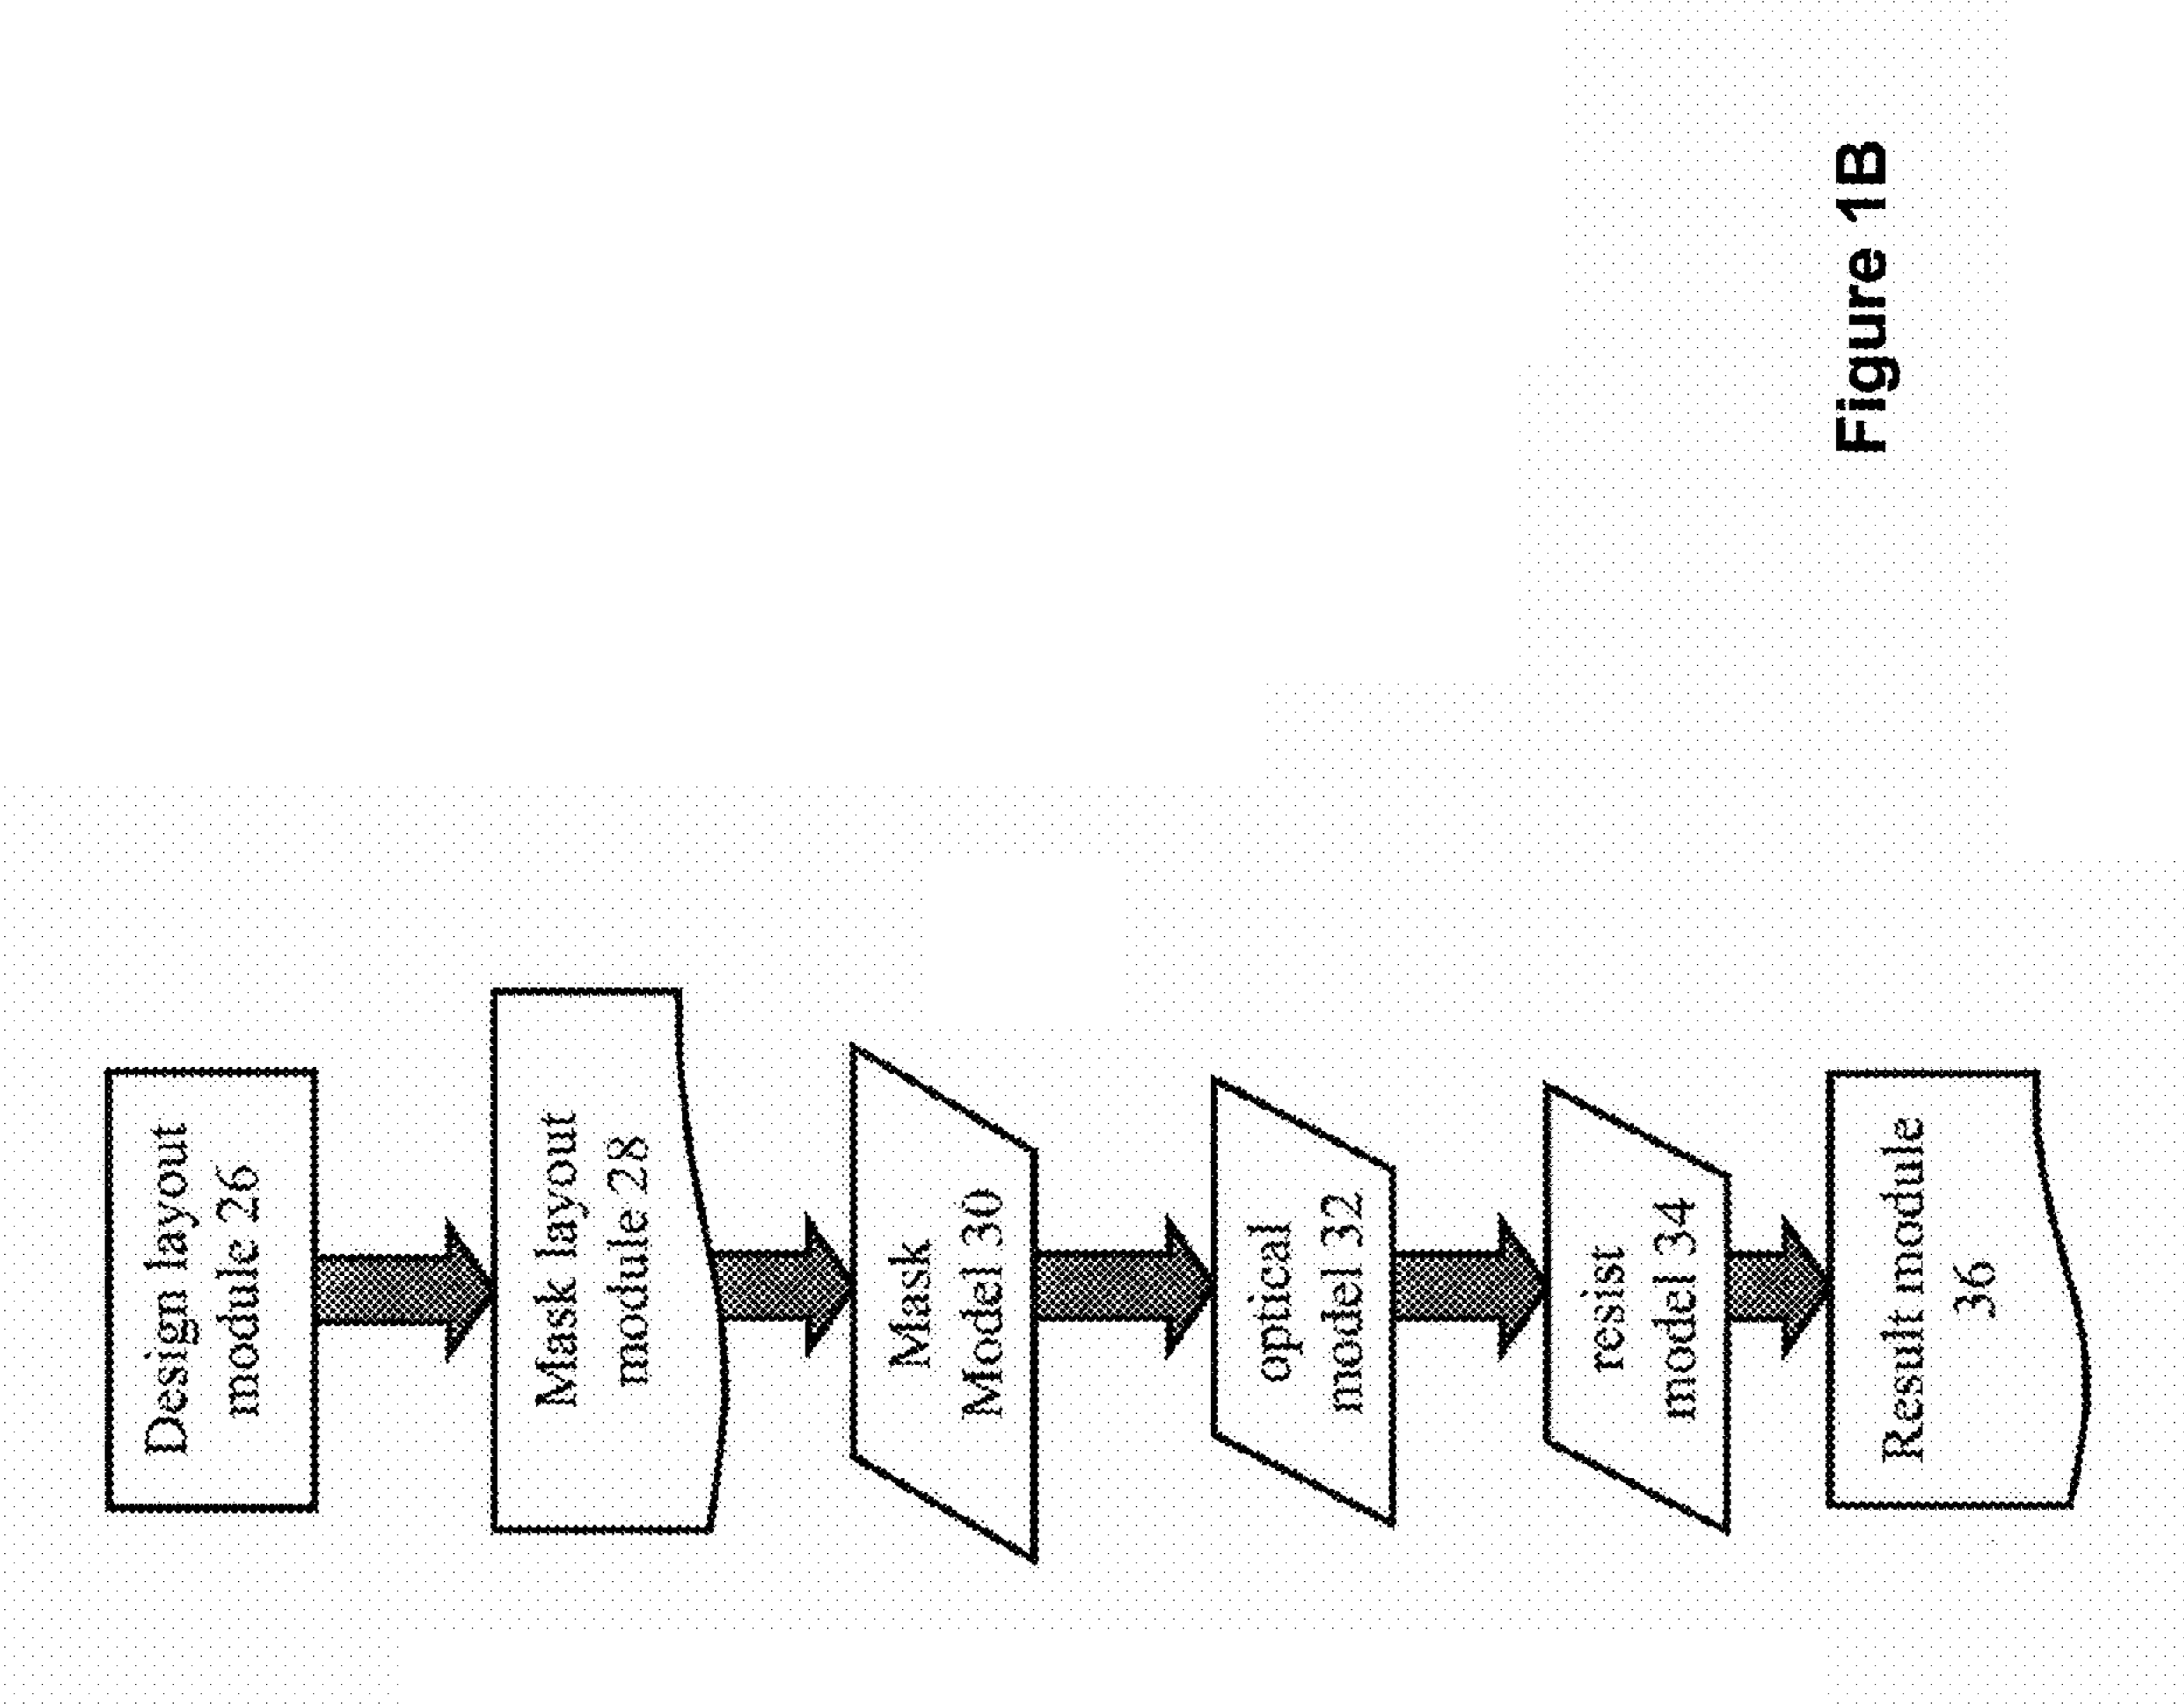 Design layout
module 26
Mask layout
module 28
Mask
Model 30
optical
model 32
resist
model 34
Result module
36
Figure 1B